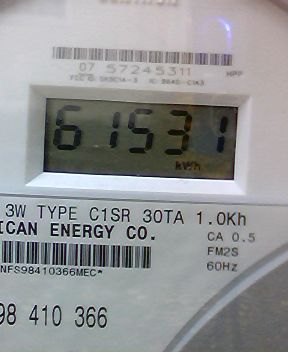 07 57245311 HPP
61531
kWh
3W TYPE C1SR 30TA 1.0Kh
ICAN ENERGY CO.
CA 0.5
FM2S
60Hz
NFS98410366MEC*
98 410 366